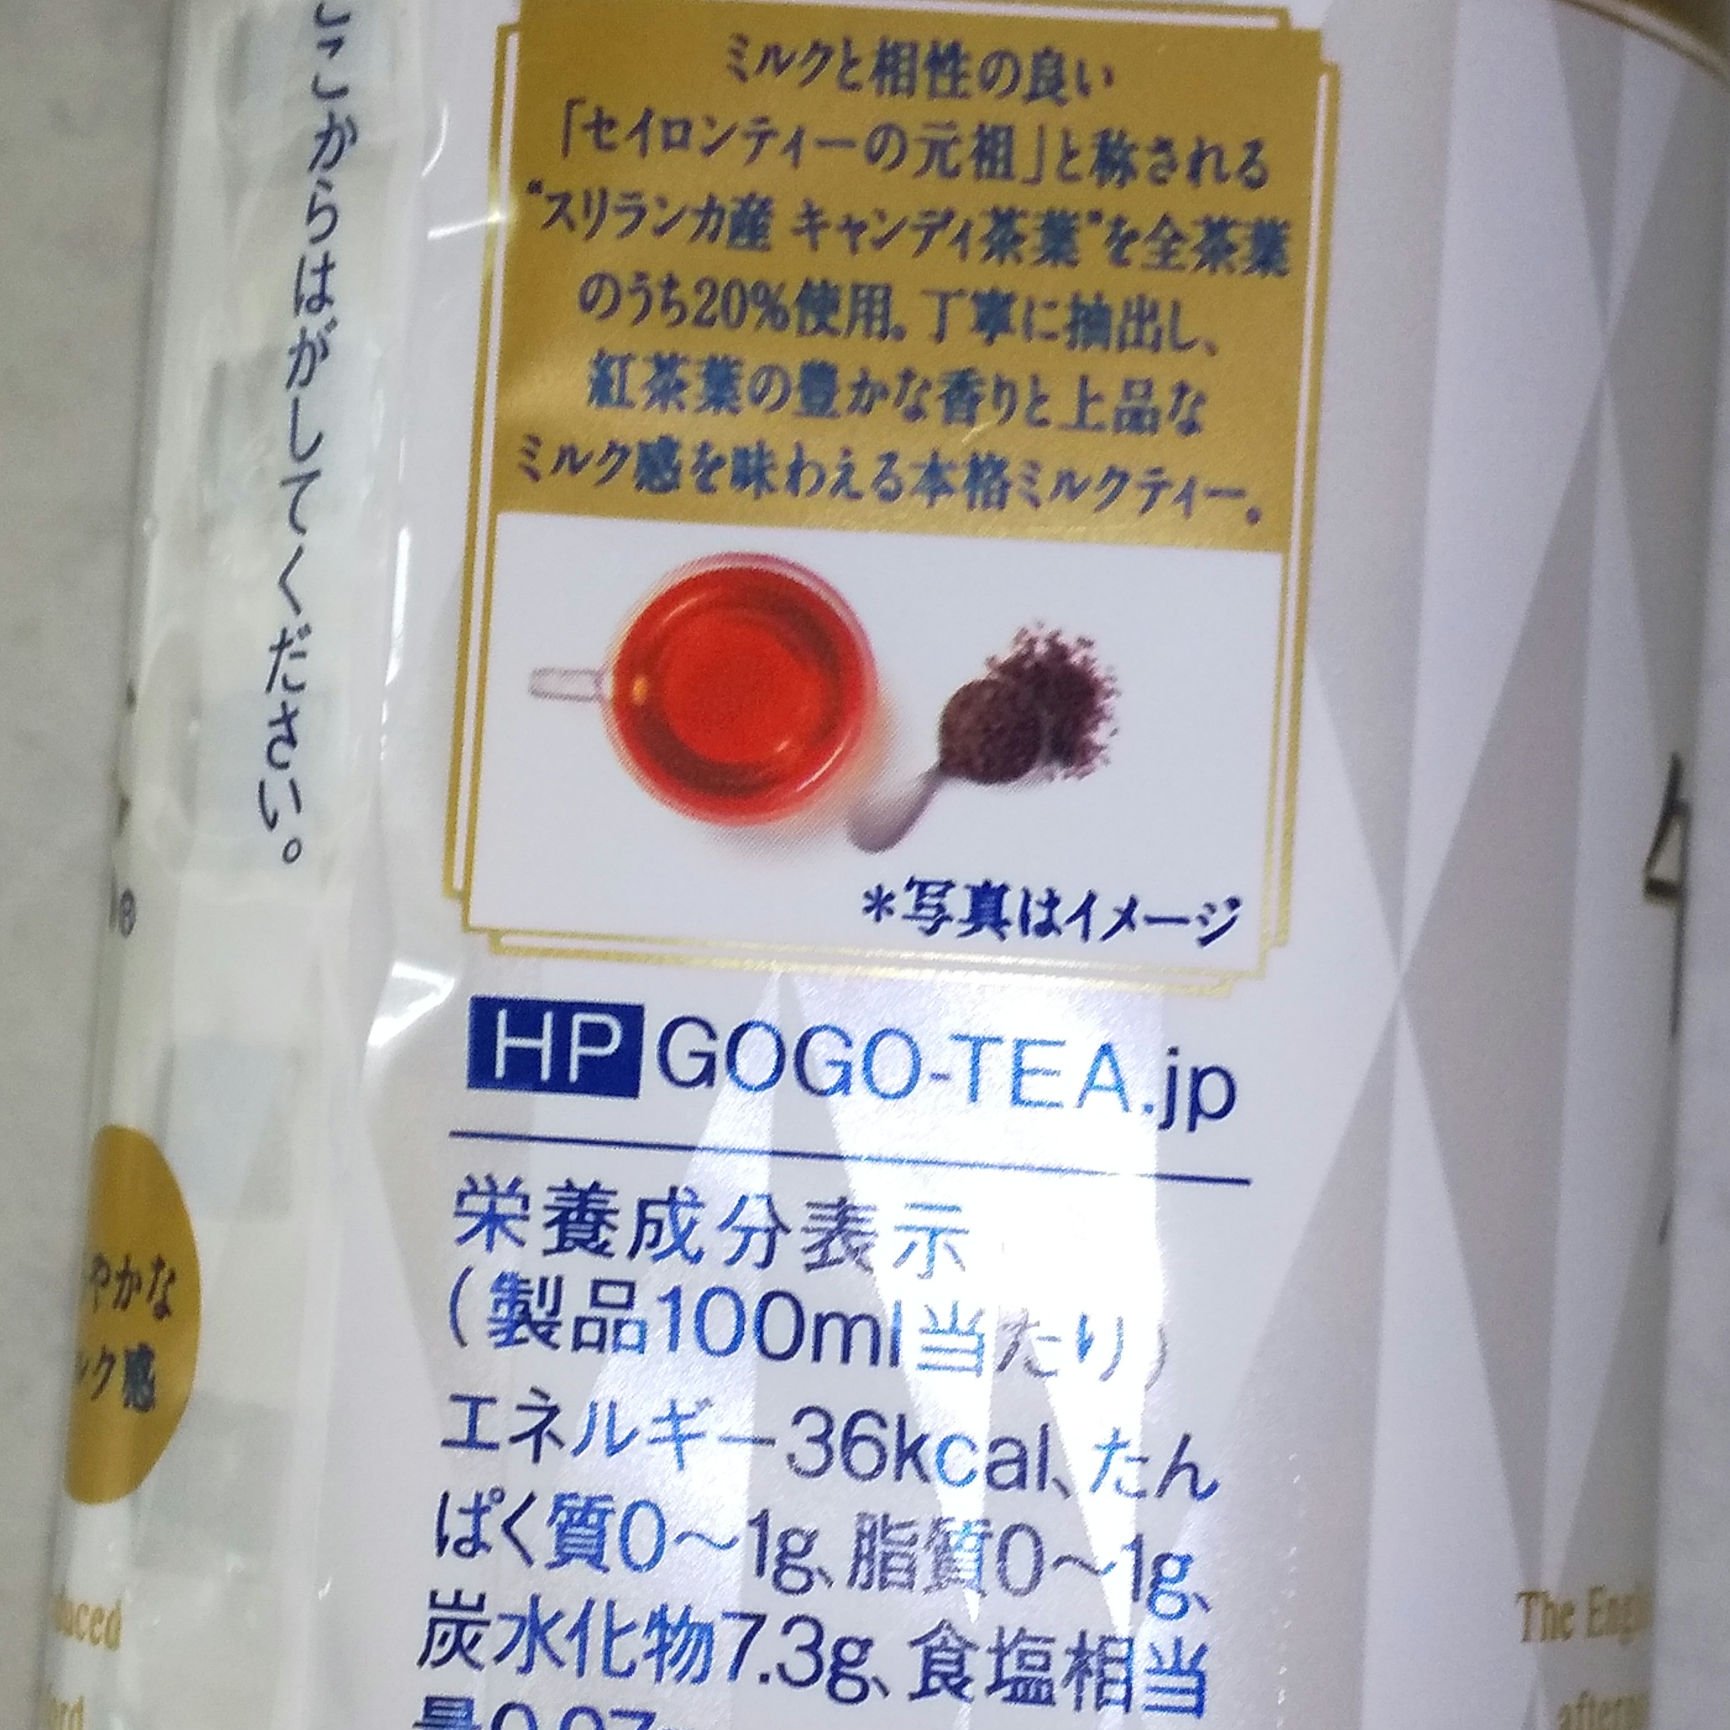 ここからはがしてください。
ミルクと相性の良い
「セイロンティーの元祖」と称される
“スリランカ産 キャンディ茶葉”を全茶葉
のうち20%使用。丁寧に抽出し、
紅茶葉の豊かな香りと上品な
ミルク感を味わえる本格ミルクティー。
*写真はイメージ
HP GOGO-TEA.jp
栄養成分表示
(製品100ml当たり)
エネルギー36kcal、たん
ぱく質0〜1g、脂質0〜1g、
炭水化物7.3g、食塩相当
やかな
ク感
The